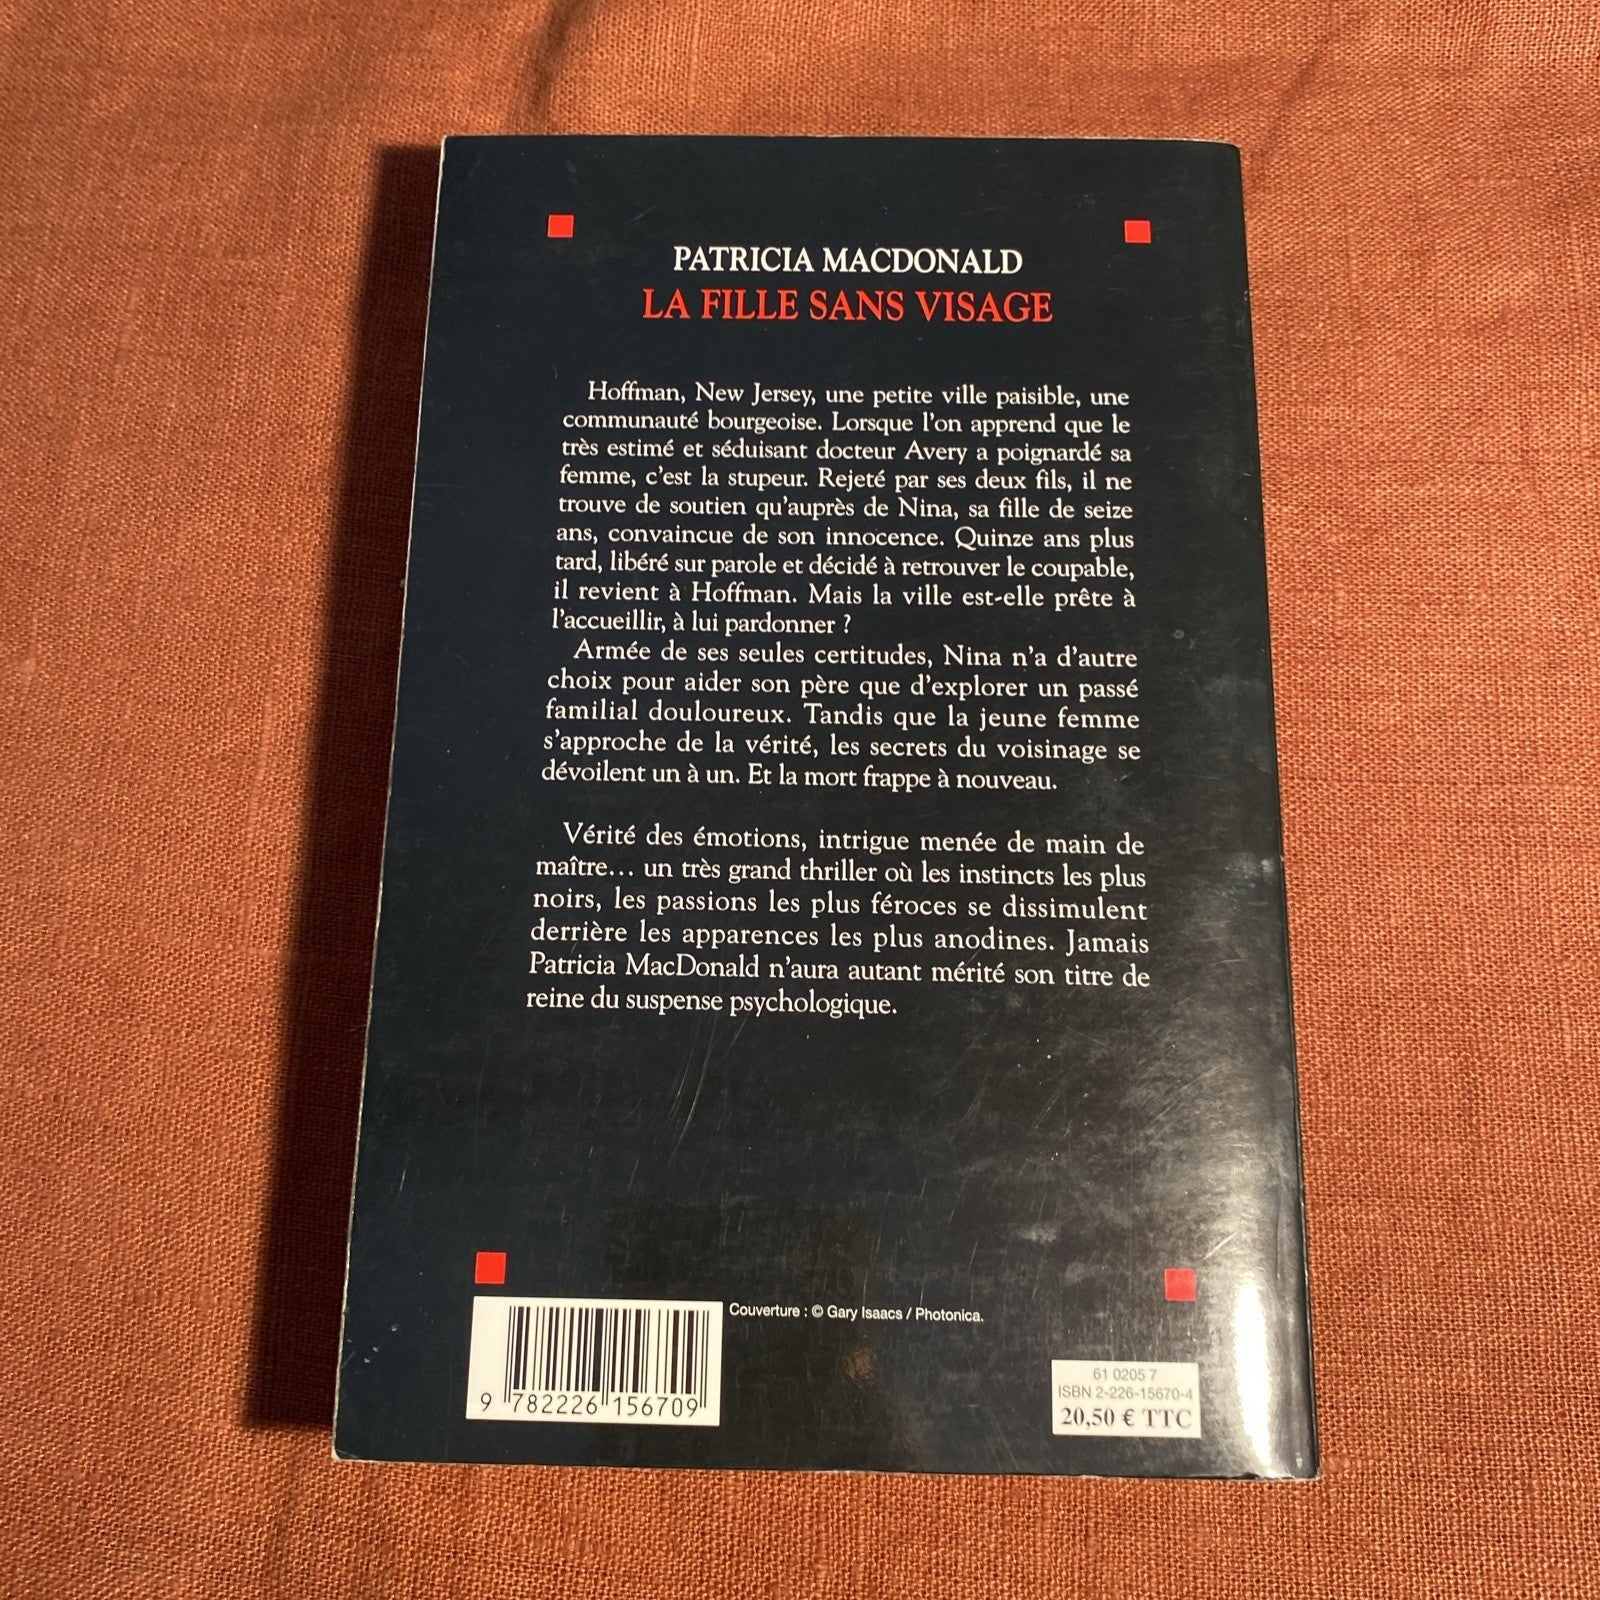 PATRICIA MACDONALD
LA FILLE SANS VISAGE
Hoffman, New Jersey, une petite ville paisible, une
communauté bourgeoise. Lorsque l'on apprend que le
très estimé et séduisant docteur Avery a poignardé sa
femme, c'est la stupeur. Rejeté par ses deux fils, il ne
trouve de soutien qu'auprès de Nina, sa fille de seize
ans, convaincue de son innocence. Quinze ans plus
tard, libéré sur parole et décidé à retrouver le coupable,
il revient à Hoffman. Mais la ville est-elle prête à
l'accueillir, à lui pardonner ?
Armée de ses seules certitudes, Nina n'a d'autre
choix pour aider son père que d'explorer un passé
familial douloureux. Tandis que la jeune femme
s'approche de la vérité, les secrets du voisinage se
dévoilent un à un. Et la mort frappe à nouveau.
Vérité des émotions, intrigue menée de main de
maître... un très grand thriller où les instincts les plus
noirs, les passions les plus féroces se dissimulent
derrière les apparences les plus anodines. Jamais
Patricia MacDonald n'aura autant mérité son titre de
reine du suspense psychologique.
Couverture : © Gary Isaacs / Photonica.
9 782226 156709
61 0205 7
ISBN 2-226-15670-4
20,50 € TTC